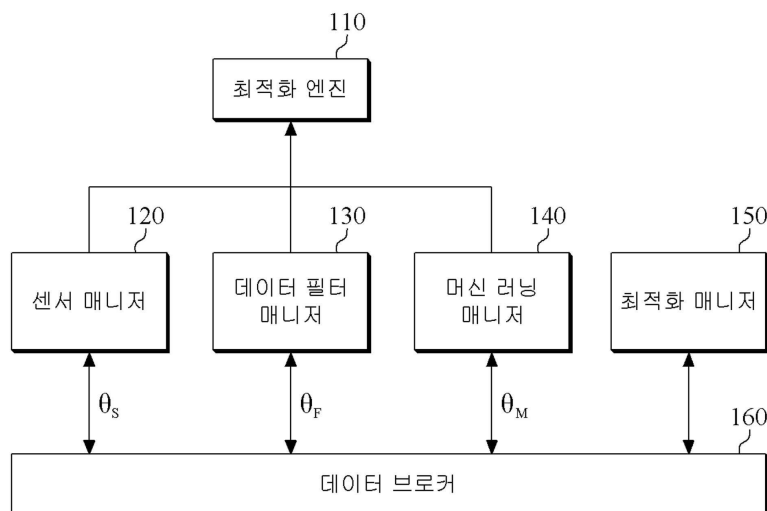 110
최적화 엔진
120
130
140
150
센서 매니저
데이터 필터
매니저
머신 러닝
매니저
최적화 매니저
θS
θF
θM
160
데이터 브로커